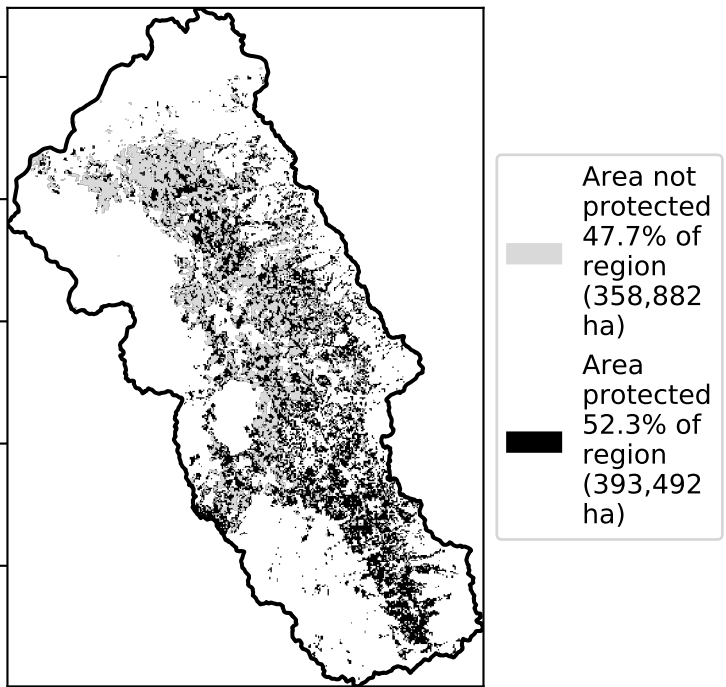 Area not
protected
47.7% of
region
(358,882
ha)
Area
protected
52.3% of
region
(393,492
ha)